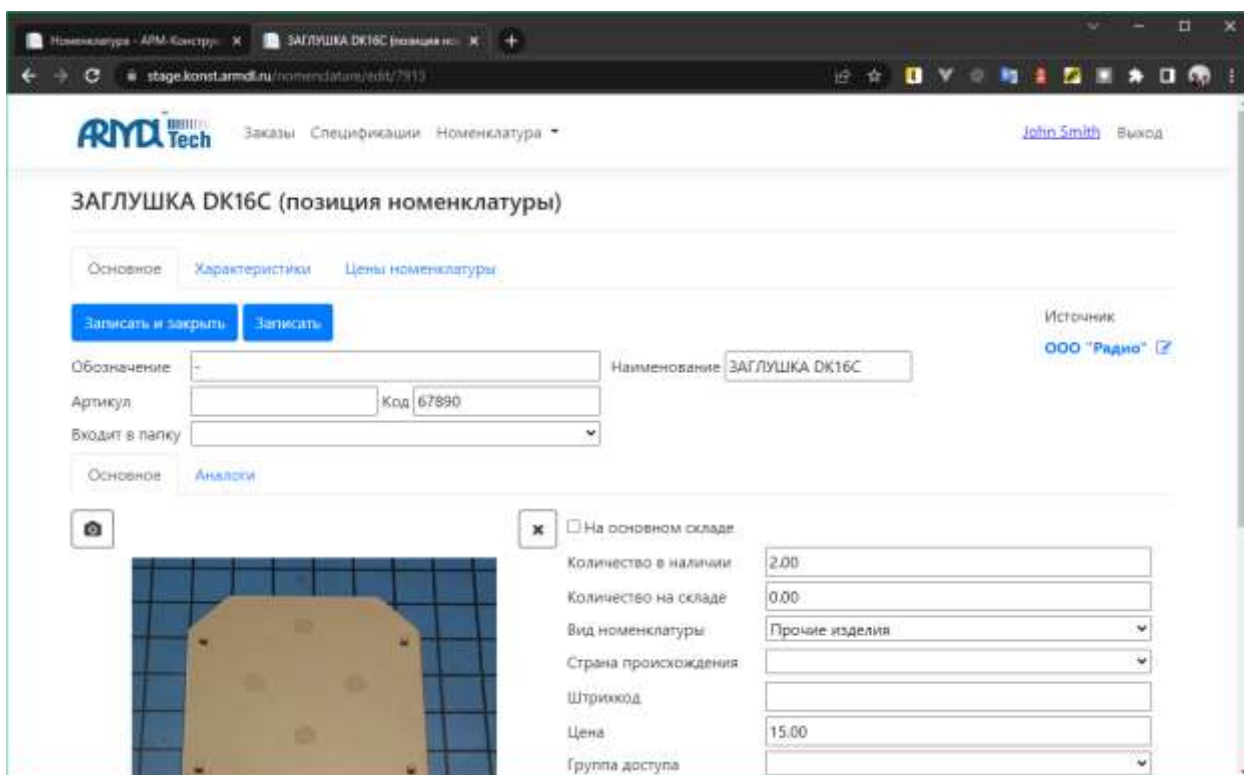 Номенклатура - АРМ-Констру
ЗАГЛУШКА DK16C (позиция но
stage.konst.armdl.ru/nomenclature/edit/7913
ARMDL Tech
Заказы Спецификации Номенклатура
John Smith Выход
ЗАГЛУШКА DK16C (позиция номенклатуры)
Основное Характеристики Цены номенклатуры
Записать и закрыть Записать
Источник
ООО "Радио"
Обозначение - Наименование ЗАГЛУШКА DK16C
Артикул Код 67890
Входит в папку
Основное Аналоги
На основном складе
Количество в наличии 2.00
Количество на складе 0.00
Вид номенклатуры Прочие изделия
Страна происхождения
Штрихкод
Цена 15.00
Группа доступа